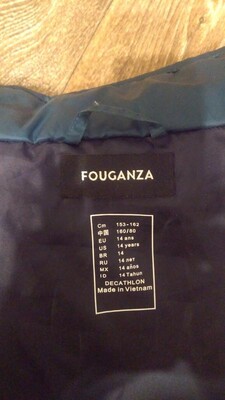 FOUGANZA
Cm 153-162
中国 160/80
EU 14 ans
US 14 years
BR 14
RU 14 лет
MX 14 años
ID 14 Tahun
DECATHLON
Made in Vietnam